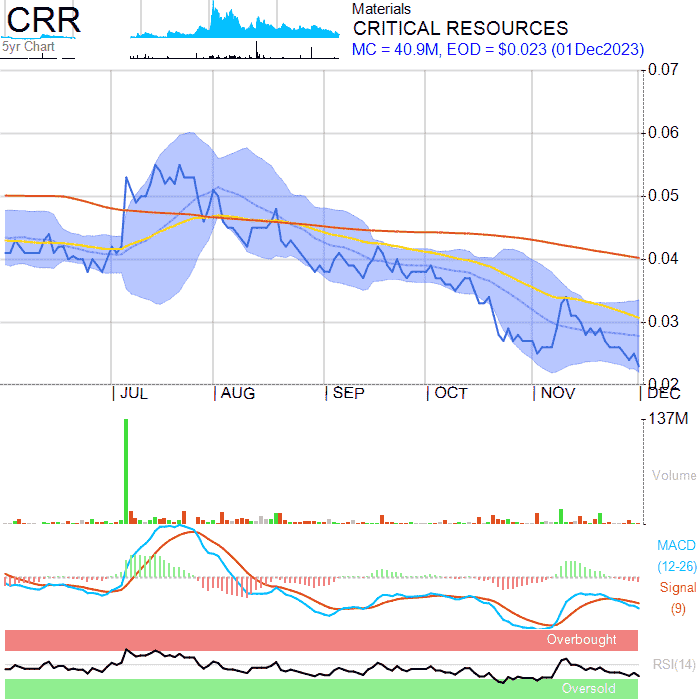 CRR
5yr Chart
Materials
CRITICAL RESOURCES
MC = 40.9M, EOD = $0.023 (01Dec2023)
0.07
0.06
0.05
0.04
0.03
0.02
JUL AUG SEP OCT NOV DEC
137M
Volume
MACD
(12-26)
Signal
(9)
Overbought
RSI(14)
Oversold